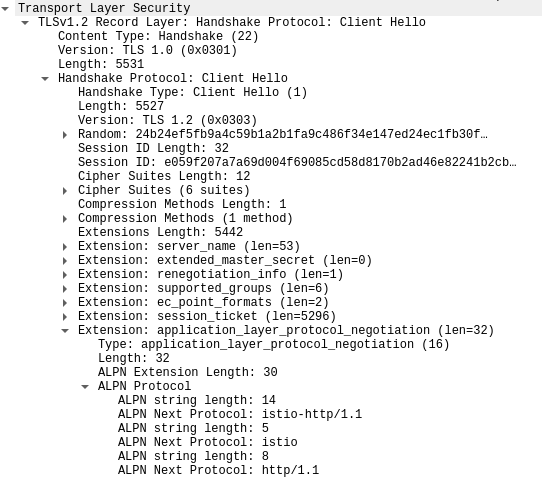 Transport Layer Security
TLSv1.2 Record Layer: Handshake Protocol: Client Hello
Content Type: Handshake (22)
Version: TLS 1.0 (0x0301)
Length: 5531
Handshake Protocol: Client Hello
Handshake Type: Client Hello (1)
Length: 5527
Version: TLS 1.2 (0x0303)
Random: 24b24ef5fb9a4c59b1a2b1fa9c486f34e147ed24ec1fb30f…
Session ID Length: 32
Session ID: e059f207a7a69d004f69085cd58d8170b2ad46e82241b2cb…
Cipher Suites Length: 12
Cipher Suites (6 suites)
Compression Methods Length: 1
Compression Methods (1 method)
Extensions Length: 5442
Extension: server_name (len=53)
Extension: extended_master_secret (len=0)
Extension: renegotiation_info (len=1)
Extension: supported_groups (len=6)
Extension: ec_point_formats (len=2)
Extension: session_ticket (len=5296)
Extension: application_layer_protocol_negotiation (len=32)
Type: application_layer_protocol_negotiation (16)
Length: 32
ALPN Extension Length: 30
ALPN Protocol
ALPN string length: 14
ALPN Next Protocol: istio-http/1.1
ALPN string length: 5
ALPN Next Protocol: istio
ALPN string length: 8
ALPN Next Protocol: http/1.1